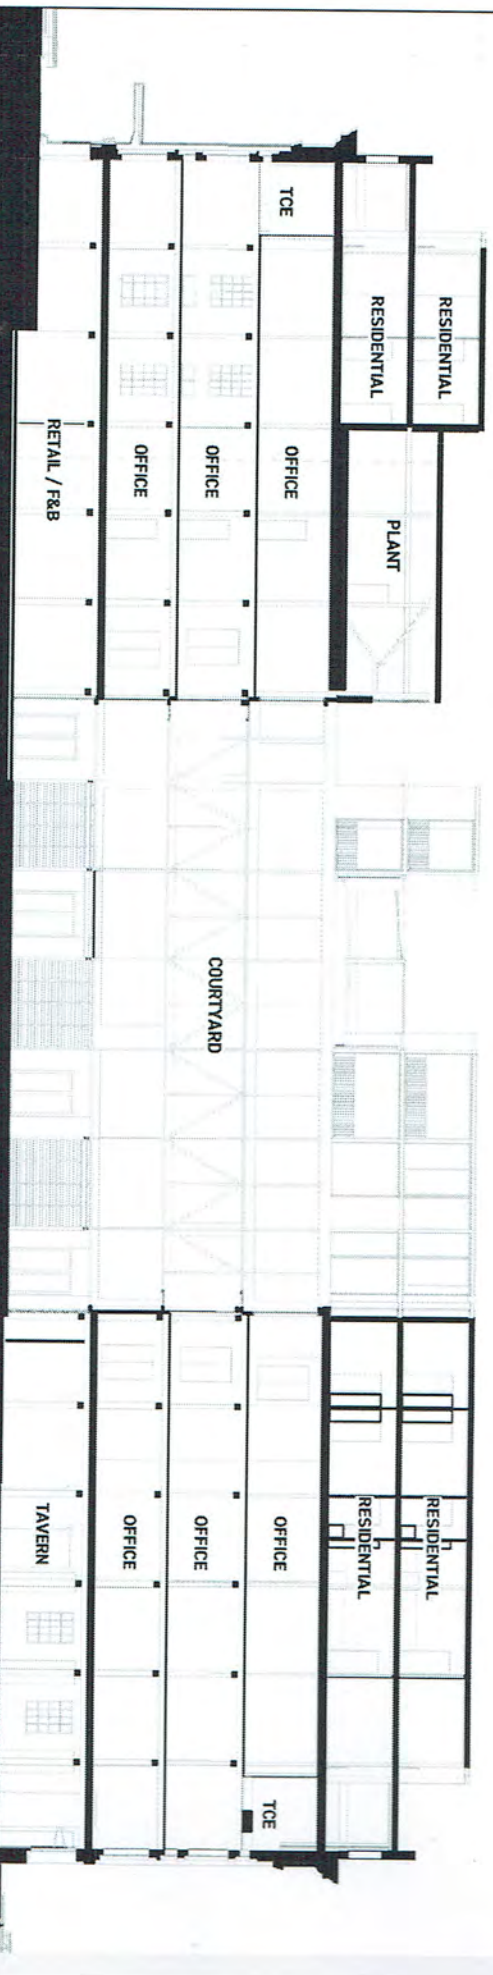 RESIDENTIAL
RESIDENTIAL
RESIDENTIAL
PLANT
RESIDENTIAL
TCE
OFFICE
OFFICE
TCE
OFFICE
COURTYARD
OFFICE
OFFICE
OFFICE
RETAIL / F&B
TAVERN